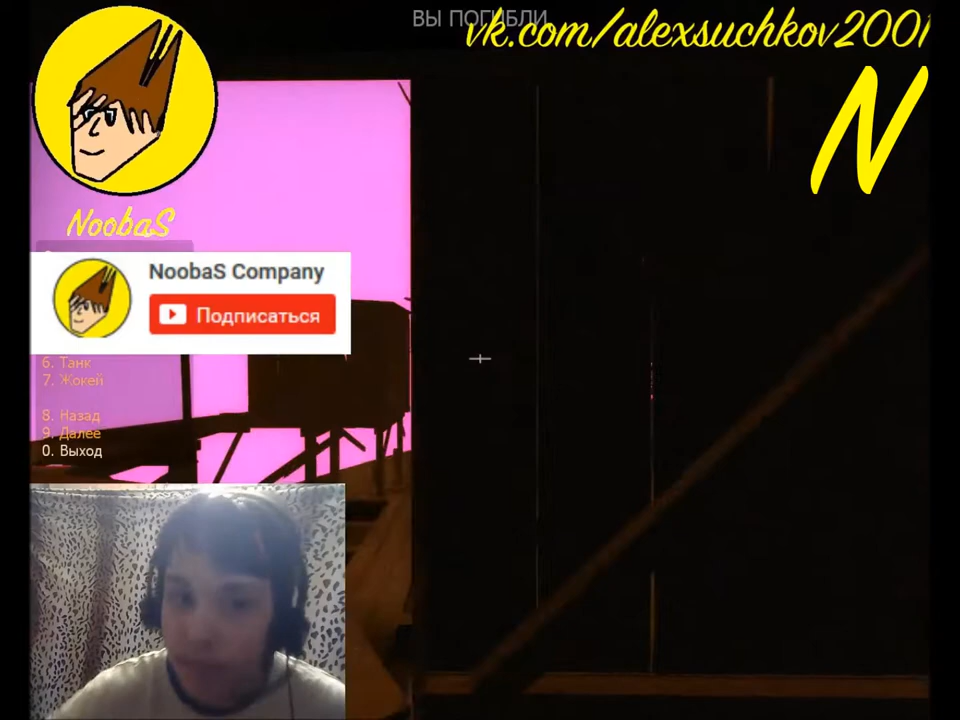 ВЫ ПОГИБЛИ
vk.com/alexsuchkov2001
N
NoobaS
NoobaS Company
Подписаться
6. Танк
7. Жокей
8. Назад
9. Далее
0. Выход